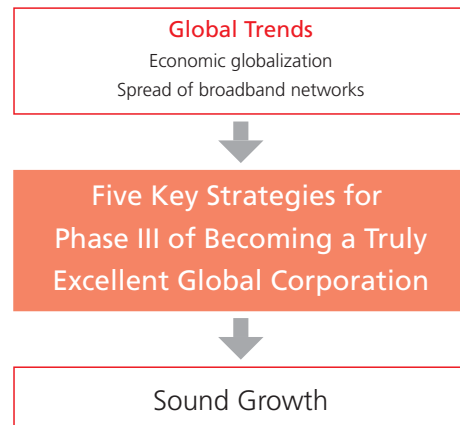 Global Trends
Economic globalization
Spread of broadband networks
Five Key Strategies for
Phase III of Becoming a Truly
Excellent Global Corporation
Sound Growth